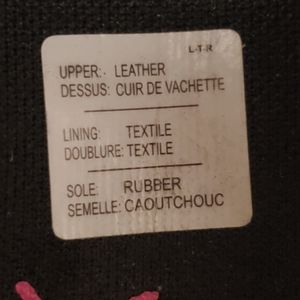 L-T-R
UPPER: LEATHER
DESSUS: CUIR DE VACHETTE
LINING: TEXTILE
DOUBLURE: TEXTILE
SOLE: RUBBER
SEMELLE: CAOUTCHOUC